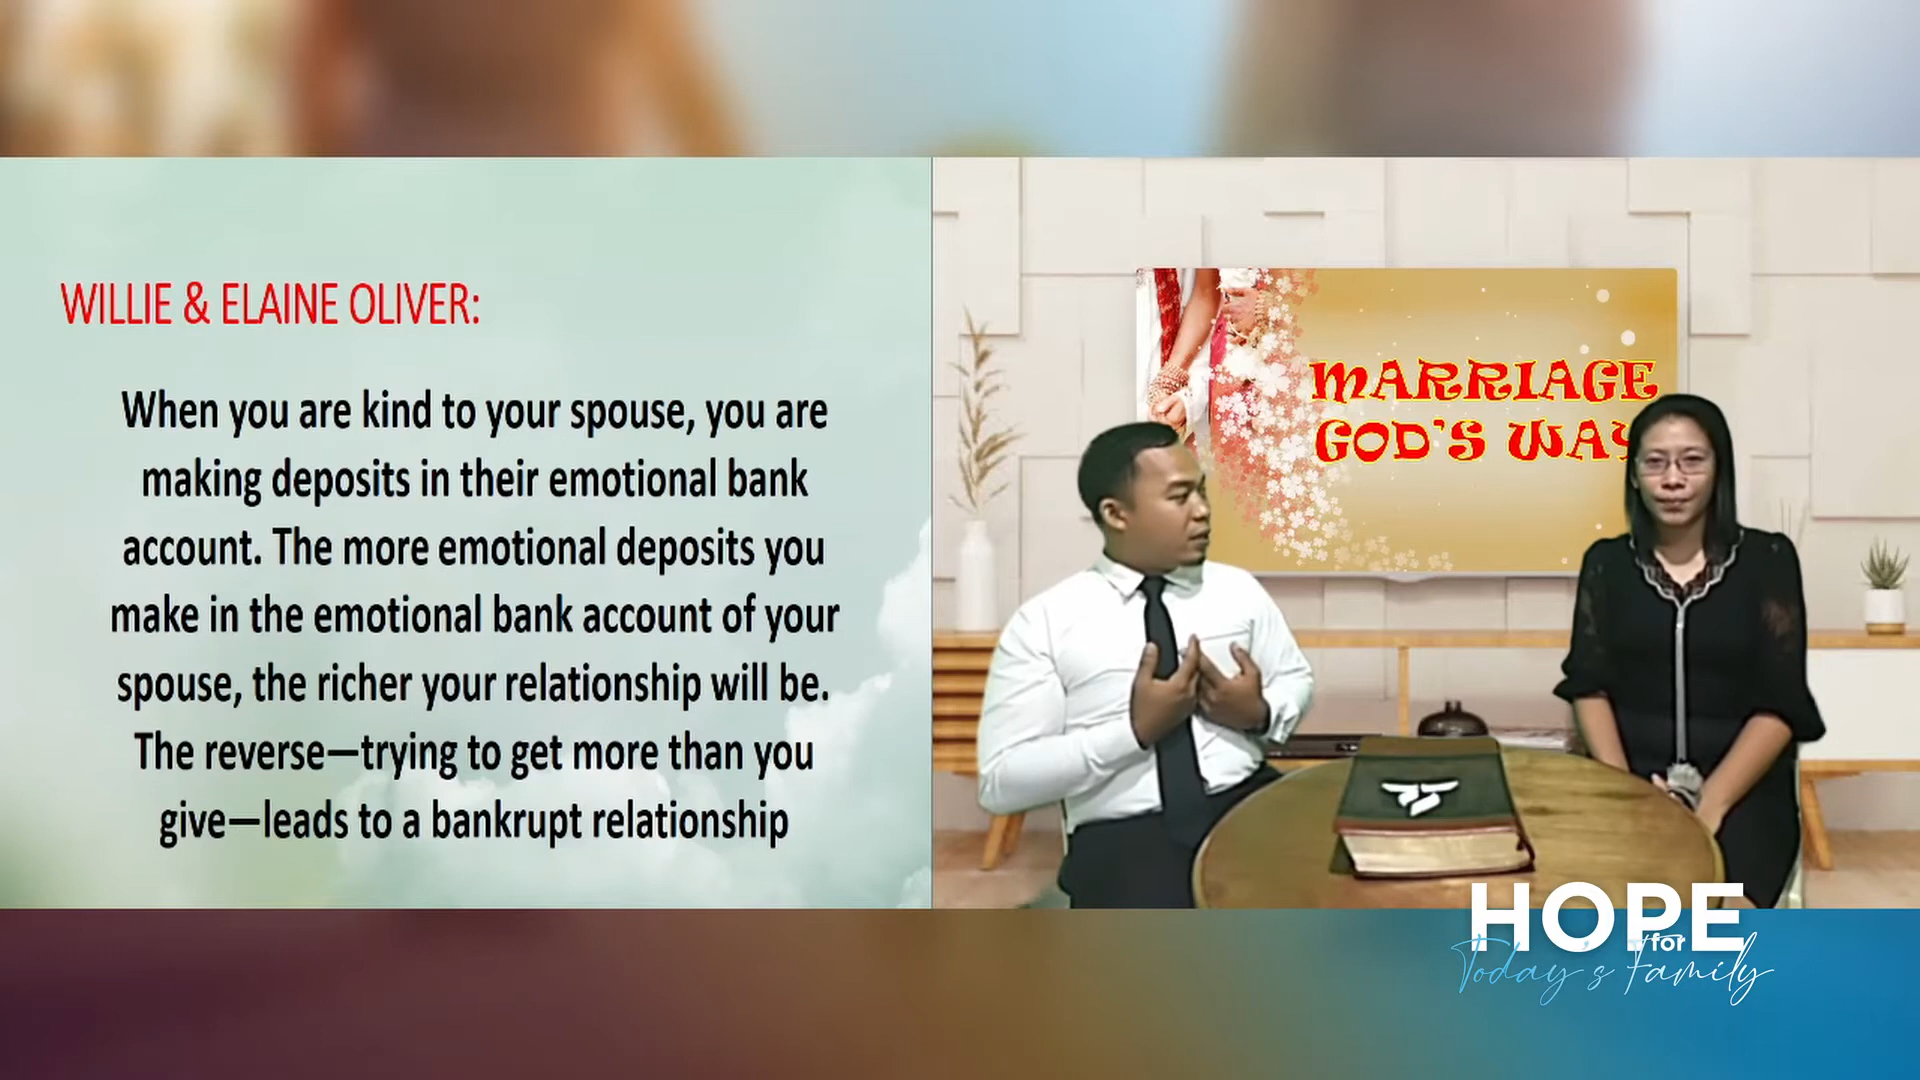 WILLIE & ELAINE OLIVER:
When you are kind to your spouse, you are
making deposits in their emotional bank
account. The more emotional deposits you
make in the emotional bank account of your
spouse, the richer your relationship will be.
The reverse—trying to get more than you
give—leads to a bankrupt relationship
MARRIAGE
GOD'S WAY
HOPE
for
Today's Family